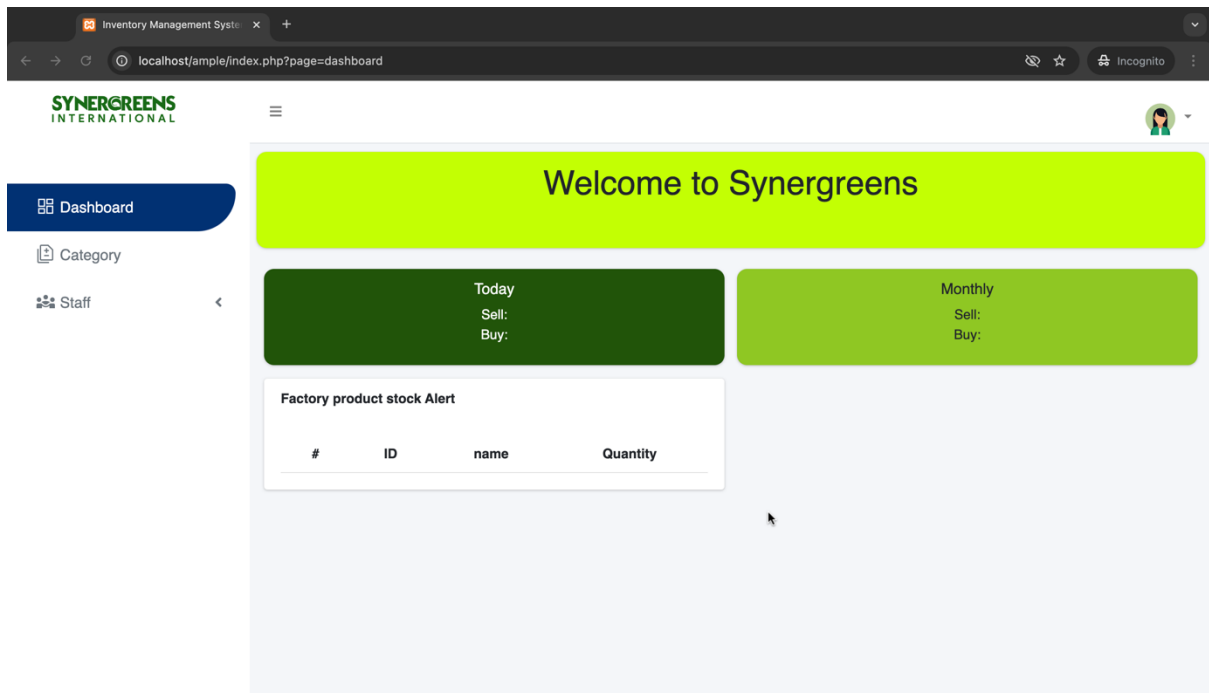 Inventory Management Syste
localhost/ample/index.php?page=dashboard
Incognito
SYNERGREENS
INTERNATIONAL
Welcome to Synergreens
Dashboard
Category
Staff
Today
Sell:
Buy:
Monthly
Sell:
Buy:
Factory product stock Alert
# ID name Quantity